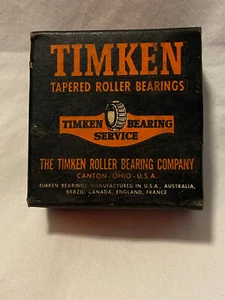 TIMKEN
TAPERED ROLLER BEARINGS
TIMKEN BEARING
SERVICE
THE TIMKEN ROLLER BEARING COMPANY
CANTON · OHIO · U.S.A.
TIMKEN BEARINGS MANUFACTURED IN U.S.A., AUSTRALIA,
BRAZIL, CANADA, ENGLAND, FRANCE